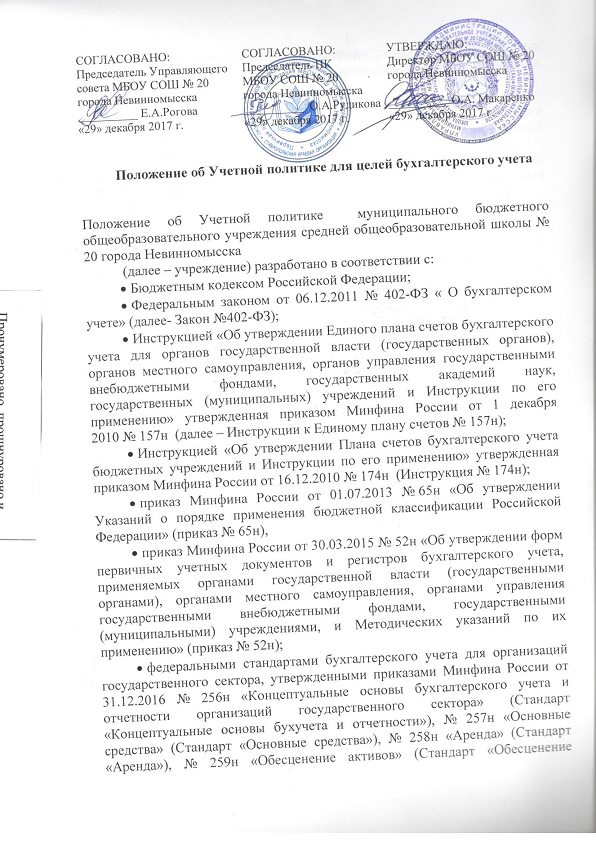 СОГЛАСОВАНО:
Председатель Управляющего
совета МБОУ СОШ № 20
города Невинномысска
Е.А.Рогова
«29» декабря 2017 г.
СОГЛАСОВАНО:
Председатель ПК
МБОУ СОШ № 20
города Невинномысска
О.А.Рудикова
«29» декабря 2017 г.
УТВЕРЖДАЮ:
Директор МБОУ СОШ № 20
города Невинномысска
О.А. Макаренко
«29» декабря 2017 г.
Положение об Учетной политике для целей бухгалтерского учета
Положение об Учетной политике муниципального бюджетного
общеобразовательного учреждения средней общеобразовательной школы №
20 города Невинномысска
(далее – учреждение) разработано в соответствии с:
• Бюджетным кодексом Российской Федерации;
• Федеральным законом от 06.12.2011 № 402-ФЗ « О бухгалтерском
учете» (далее- Закон №402-ФЗ);
• Инструкцией «Об утверждении Единого плана счетов бухгалтерского
учета для органов государственной власти (государственных органов),
органов местного самоуправления, органов управления государственными
внебюджетными фондами, государственных академий наук,
государственных (муниципальных) учреждений и Инструкции по его
применению» утвержденная приказом Минфина России от 1 декабря
2010 № 157н (далее – Инструкции к Единому плану счетов № 157н);
• Инструкцией «Об утверждении Плана счетов бухгалтерского учета
бюджетных учреждений и Инструкции по его применению» утвержденная
приказом Минфина России от 16.12.2010 № 174н (Инструкция № 174н);
• приказ Минфина России от 01.07.2013 № 65н «Об утверждении
Указаний о порядке применения бюджетной классификации Российской
Федерации» (приказ № 65н),
• приказ Минфина России от 30.03.2015 № 52н «Об утверждении форм
первичных учетных документов и регистров бухгалтерского учета,
применяемых органами государственной власти (государственными
органами), органами местного самоуправления, органами управления
государственными внебюджетными фондами, государственными
(муниципальными) учреждениями, и Методических указаний по их
применению» (приказ № 52н);
• федеральными стандартами бухгалтерского учета для организаций
государственного сектора, утвержденными приказами Минфина России от
31.12.2016 № 256н «Концептуальные основы бухгалтерского учета и
отчетности организаций государственного сектора» (Стандарт
«Концептуальные основы бухучета и отчетности»), № 257н «Основные
средства» (Стандарт «Основные средства»), № 258н «Аренда» (Стандарт
«Аренда»), № 259н «Обесценение активов» (Стандарт «Обесценение